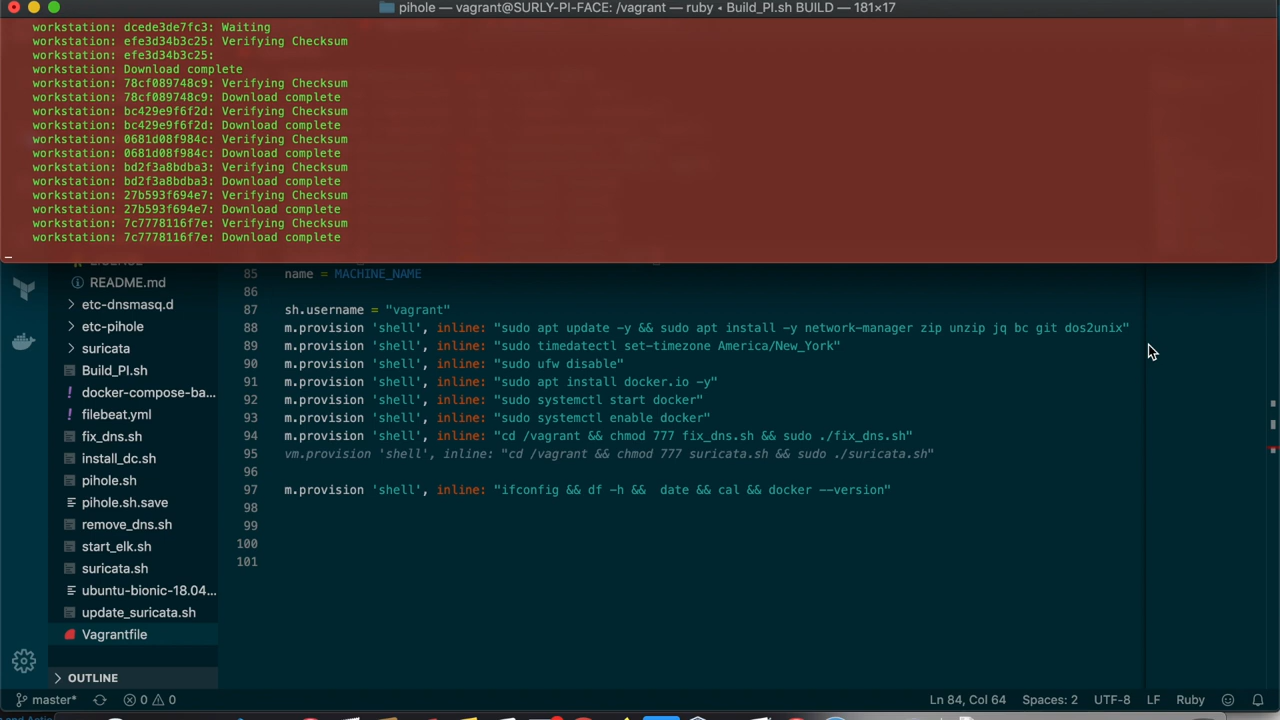 pihole — vagrant@SURLY-PI-FACE: /vagrant — ruby ◂ Build_PI.sh BUILD — 181×17
workstation: dcede3de7fc3: Waiting
workstation: efe3d34b3c25: Verifying Checksum
workstation: efe3d34b3c25:
workstation: Download complete
workstation: 78cf089748c9: Verifying Checksum
workstation: 78cf089748c9: Download complete
workstation: bc429e9f6f2d: Verifying Checksum
workstation: bc429e9f6f2d: Download complete
workstation: 0681d08f984c: Verifying Checksum
workstation: 0681d08f984c: Download complete
workstation: bd2f3a8bdba3: Verifying Checksum
workstation: bd2f3a8bdba3: Download complete
workstation: 27b593f694e7: Verifying Checksum
workstation: 27b593f694e7: Download complete
workstation: 7c7778116f7e: Verifying Checksum
workstation: 7c7778116f7e: Download complete
README.md
etc-dnsmasq.d
etc-pihole
suricata
Build_PI.sh
docker-compose-ba...
filebeat.yml
fix_dns.sh
install_dc.sh
pihole.sh
pihole.sh.save
remove_dns.sh
start_elk.sh
suricata.sh
ubuntu-bionic-18.04...
update_suricata.sh
Vagrantfile
OUTLINE
85 name = MACHINE_NAME
86
87 sh.username = "vagrant"
88 m.provision 'shell', inline: "sudo apt update -y && sudo apt install -y network-manager zip unzip jq bc git dos2unix"
89 m.provision 'shell', inline: "sudo timedatectl set-timezone America/New_York"
90 m.provision 'shell', inline: "sudo ufw disable"
91 m.provision 'shell', inline: "sudo apt install docker.io -y"
92 m.provision 'shell', inline: "sudo systemctl start docker"
93 m.provision 'shell', inline: "sudo systemctl enable docker"
94 m.provision 'shell', inline: "cd /vagrant && chmod 777 fix_dns.sh && sudo ./fix_dns.sh"
95 vm.provision 'shell', inline: "cd /vagrant && chmod 777 suricata.sh && sudo ./suricata.sh"
96
97 m.provision 'shell', inline: "ifconfig && df -h &&  date && cal && docker --version"
98
99
100
101
master* 0 0 Ln 84, Col 64 Spaces: 2 UTF-8 LF Ruby